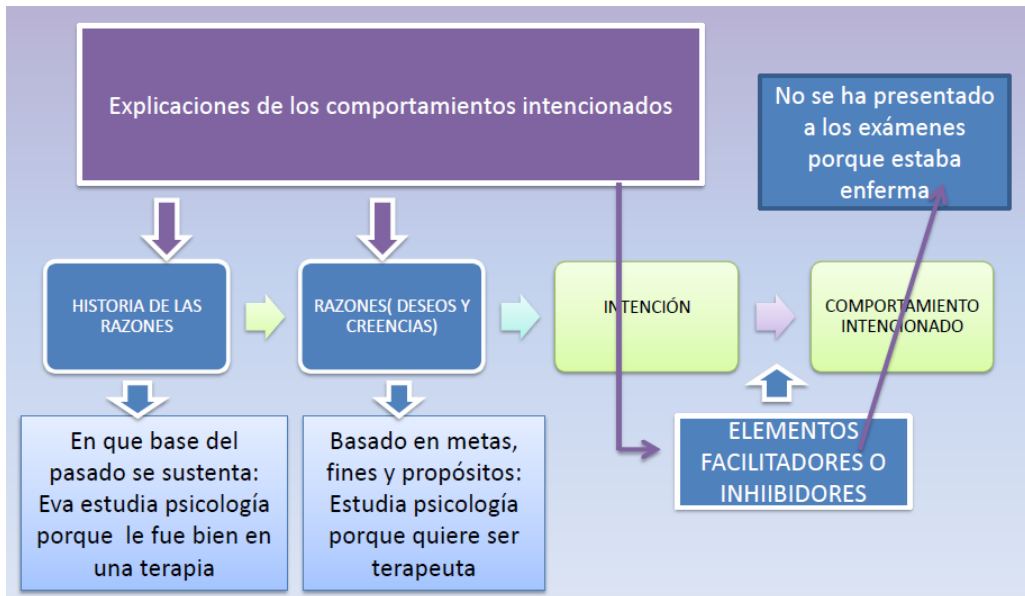 Explicaciones de los comportamientos intencionados
No se ha presentado
a los exámenes
porque estaba
enferma
HISTORIA DE LAS
RAZONES
RAZONES( DESEOS Y
CREENCIAS)
INTENCIÓN
COMPORTAMIENTO
INTENCIONADO
En que base del
pasado se sustenta:
Eva estudia psicología
porque le fue bien en
una terapia
Basado en metas,
fines y propósitos:
Estudia psicología
porque quiere ser
terapeuta
ELEMENTOS
FACILITADORES O
INHIIBIDORES